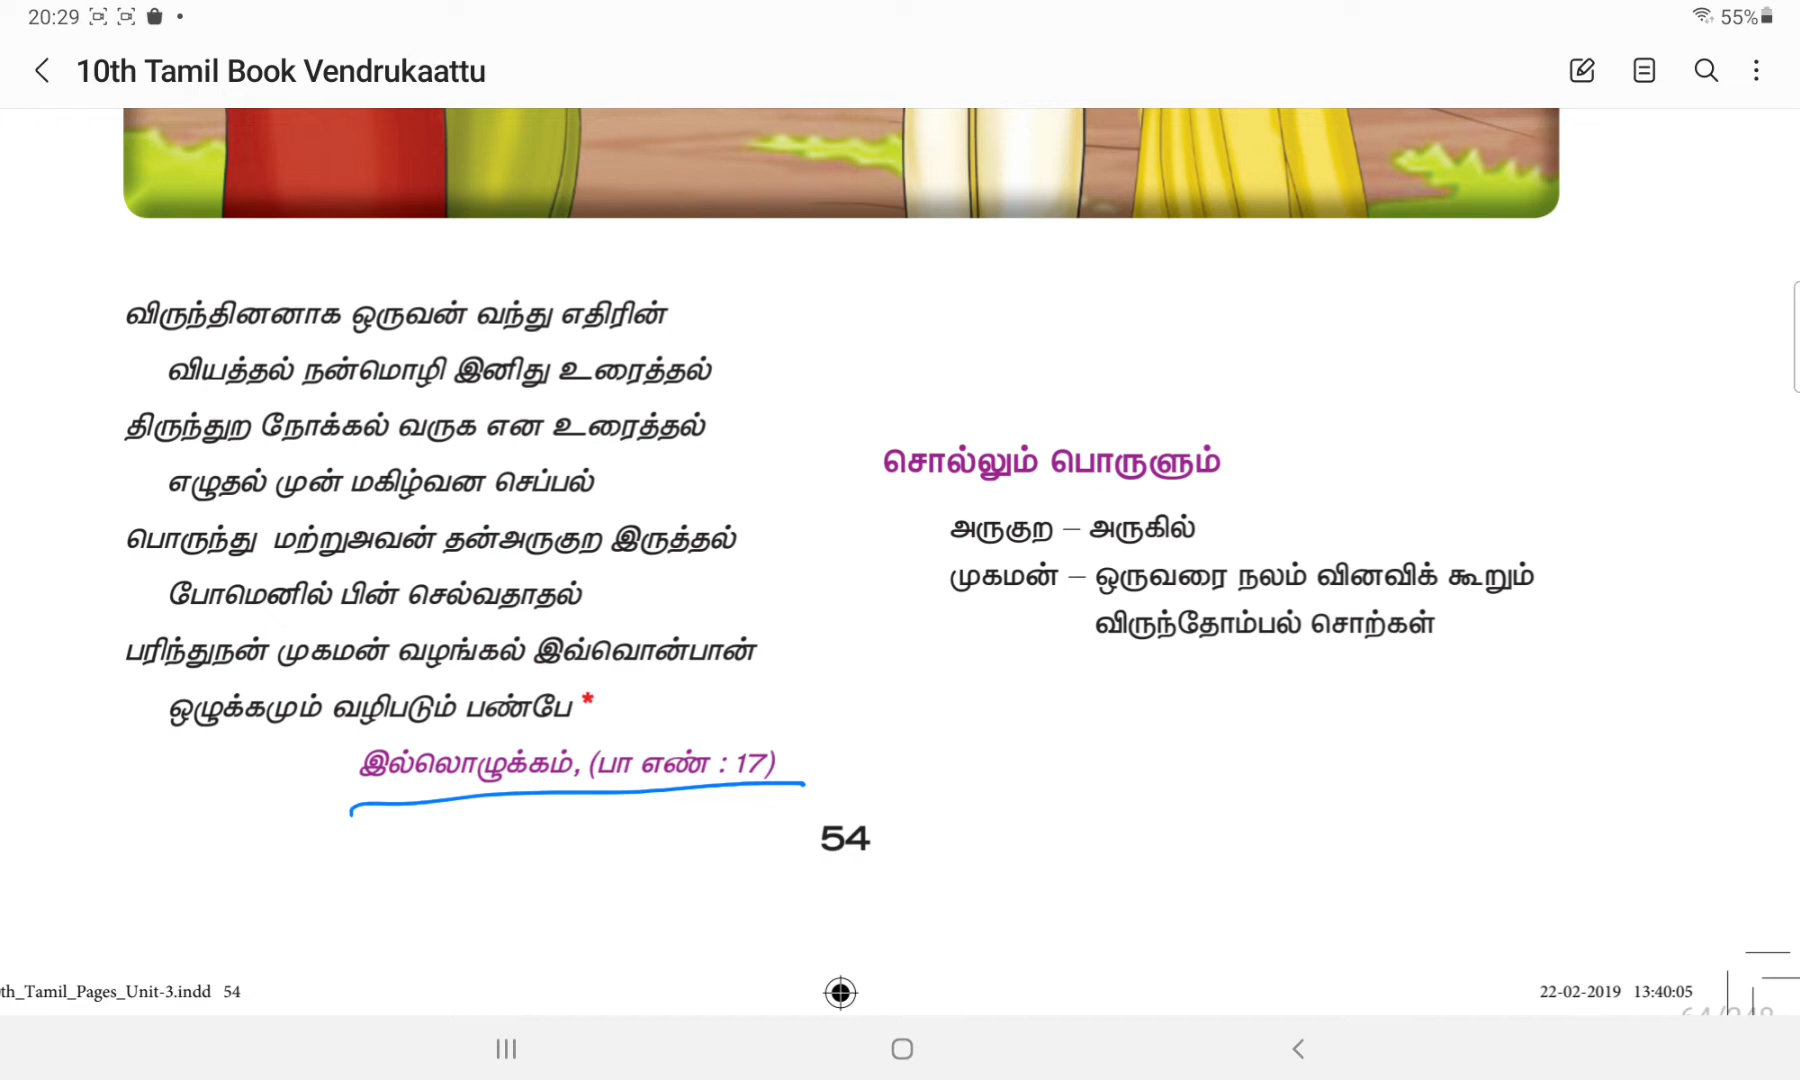 20:29
55%
10th Tamil Book Vendrukaattu
விருந்தினனாக ஒருவன் வந்து எதிரின்
வியத்தல் நன்மொழி இனிது உரைத்தல்
திருந்துற நோக்கல் வருக என உரைத்தல்
எழுதல் முன் மகிழ்வன செப்பல்
பொருந்து மற்றுஅவன் தன்அருகுற இருத்தல்
போமெனில் பின் செல்வதாதல்
பரிந்துநன் முகமன் வழங்கல் இவ்வொன்பான்
ஒழுக்கமும் வழிபடும் பண்பே *
இல்லொழுக்கம், (பா எண் : 17)
சொல்லும் பொருளும்
அருகுற – அருகில்
முகமன் – ஒருவரை நலம் வினவிக் கூறும்
விருந்தோம்பல் சொற்கள்
54
th_Tamil_Pages_Unit-3.indd 54
22-02-2019 13:40:05